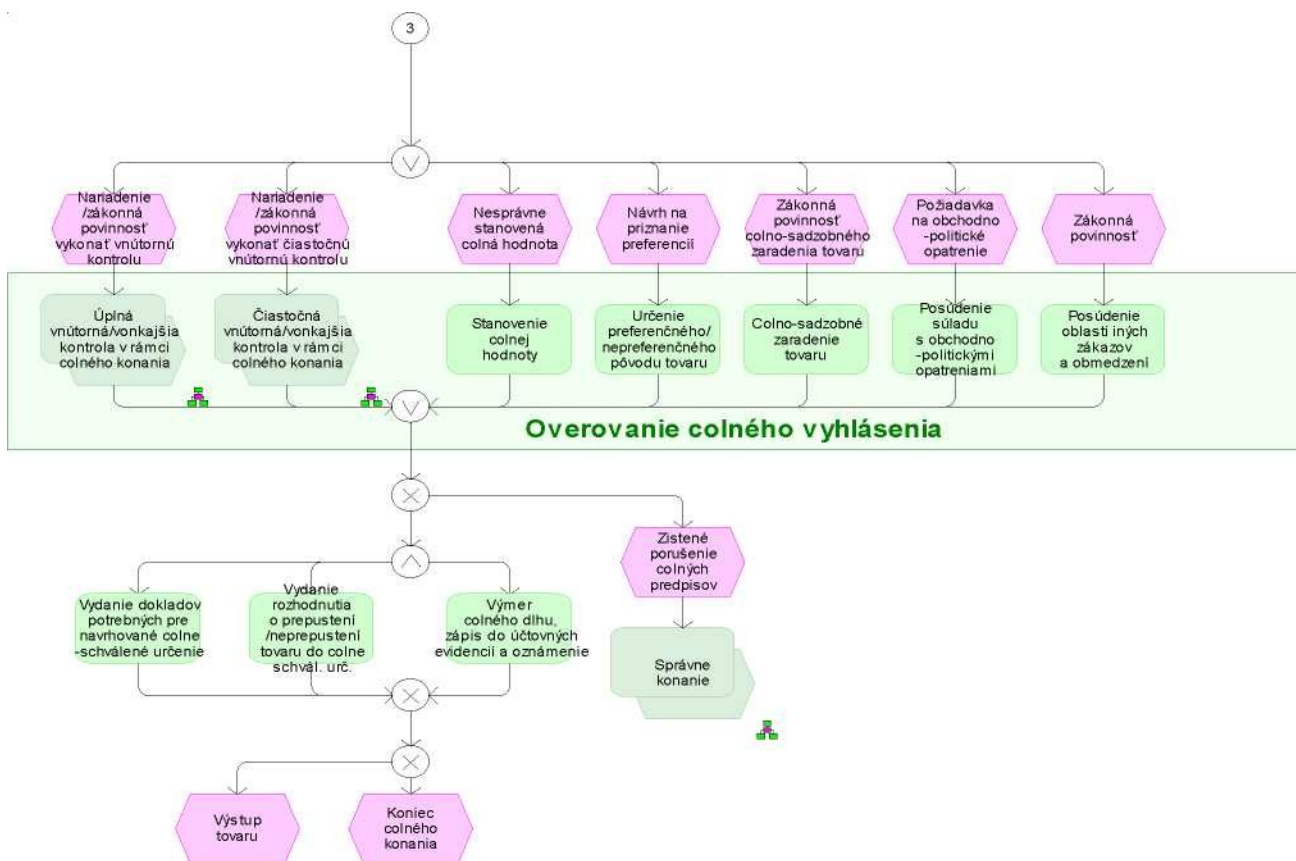 3
Nariadenie
/zákonná
povinnosť
vykonať vnútornú
kontrolu
Nariadenie
/zákonná
povinnosť
vykonať čiastočnú
vnútornú kontrolu
Nesprávne
stanovená
colná hodnota
Návrh na
priznanie
preferencií
Zákonná
povinnosť
colno-sadzobného
zaradenia tovaru
Požiadavka
na obchodno
-politické
opatrenie
Zákonná
povinnosť
Úplná
vnútorná/vonkajšia
kontrola v rámci
colného konania
Čiastočná
vnútorná/vonkajšia
kontrola v rámci
colného konania
Stanovenie
colnej
hodnoty
Určenie
preferenčného/
nepreferenčného
pôvodu tovaru
Colno-sadzobné
zaradenie
tovaru
Posúdenie
súladu
s obchodno
-politickými
opatreniami
Posúdenie
oblasti iných
zákazov
a obmedzení
Overovanie colného vyhlásenia
Zistené
porušenie
colných
predpisov
Vydanie dokladov
potrebných pre
navrhované colne
-schválené určenie
Vydanie
rozhodnutia
o prepustení
/neprepustení
tovaru do colne
schvál. urč.
Výmer
colného dlhu,
zápis do účtovných
evidencií a oznámenie
Správne
konanie
Výstup
tovaru
Koniec
colného
konania